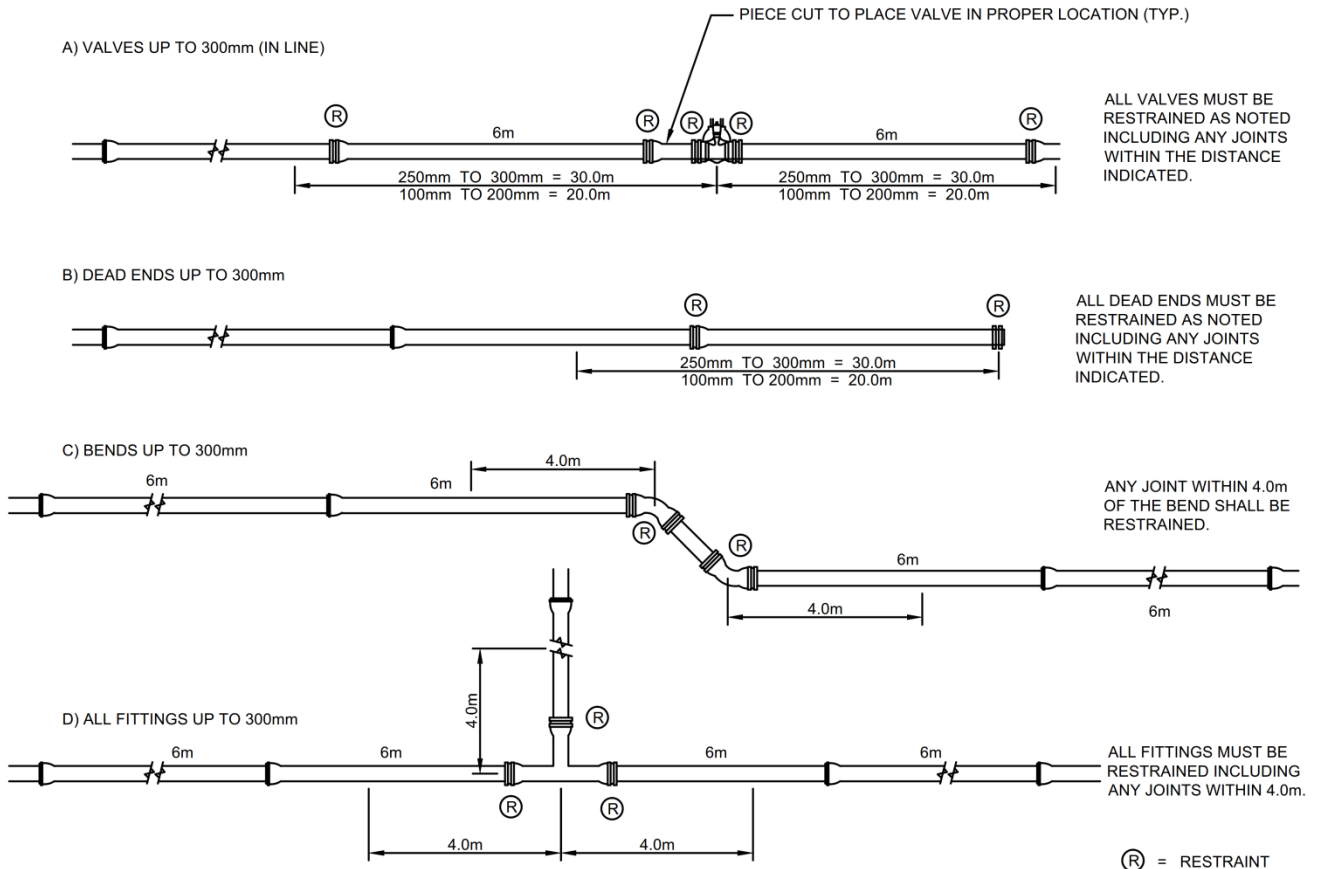 PIECE CUT TO PLACE VALVE IN PROPER LOCATION (TYP.)
A) VALVES UP TO 300mm (IN LINE)
R
R
R
R
R
6m
6m
250mm TO 300mm = 30.0m
100mm TO 200mm = 20.0m
250mm TO 300mm = 30.0m
100mm TO 200mm = 20.0m
ALL VALVES MUST BE
RESTRAINED AS NOTED
INCLUDING ANY JOINTS
WITHIN THE DISTANCE
INDICATED.
B) DEAD ENDS UP TO 300mm
R
R
250mm TO 300mm = 30.0m
100mm TO 200mm = 20.0m
ALL DEAD ENDS MUST BE
RESTRAINED AS NOTED
INCLUDING ANY JOINTS
WITHIN THE DISTANCE
INDICATED.
C) BENDS UP TO 300mm
6m
6m
4.0m
R
R
6m
4.0m
6m
ANY JOINT WITHIN 4.0m
OF THE BEND SHALL BE
RESTRAINED.
D) ALL FITTINGS UP TO 300mm
4.0m
R
6m
6m
6m
6m
R
R
4.0m
4.0m
ALL FITTINGS MUST BE
RESTRAINED INCLUDING
ANY JOINTS WITHIN 4.0m.
R = RESTRAINT